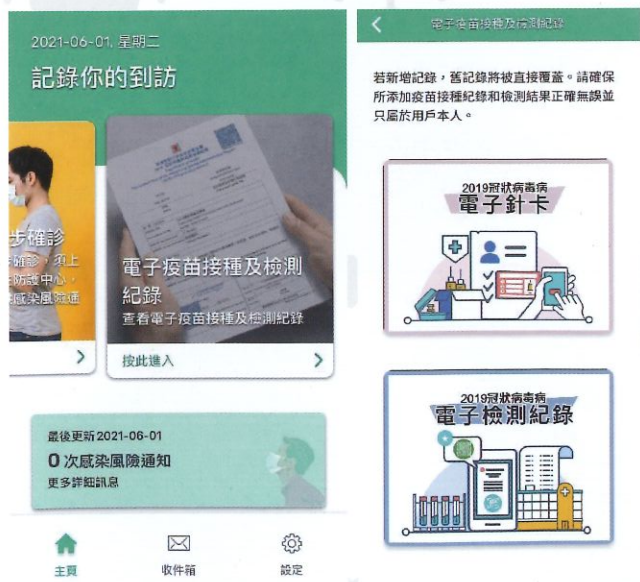 2021-06-01, 星期二
記錄你的到訪
步確診
電子疫苗接種及檢測
紀錄
查看電子疫苗接種及檢測紀錄
按此進入
最後更新 2021-06-01
0 次感染風險通知
更多詳細訊息
主頁
收件箱
設定
電子疫苗接種及檢測紀錄
若新增記錄，舊記錄將被直接覆蓋。請確保
所添加疫苗接種紀錄和檢測結果正確無誤並
只屬於用戶本人。
2019冠狀病毒病
電子針卡
2019冠狀病毒病
電子檢測紀錄